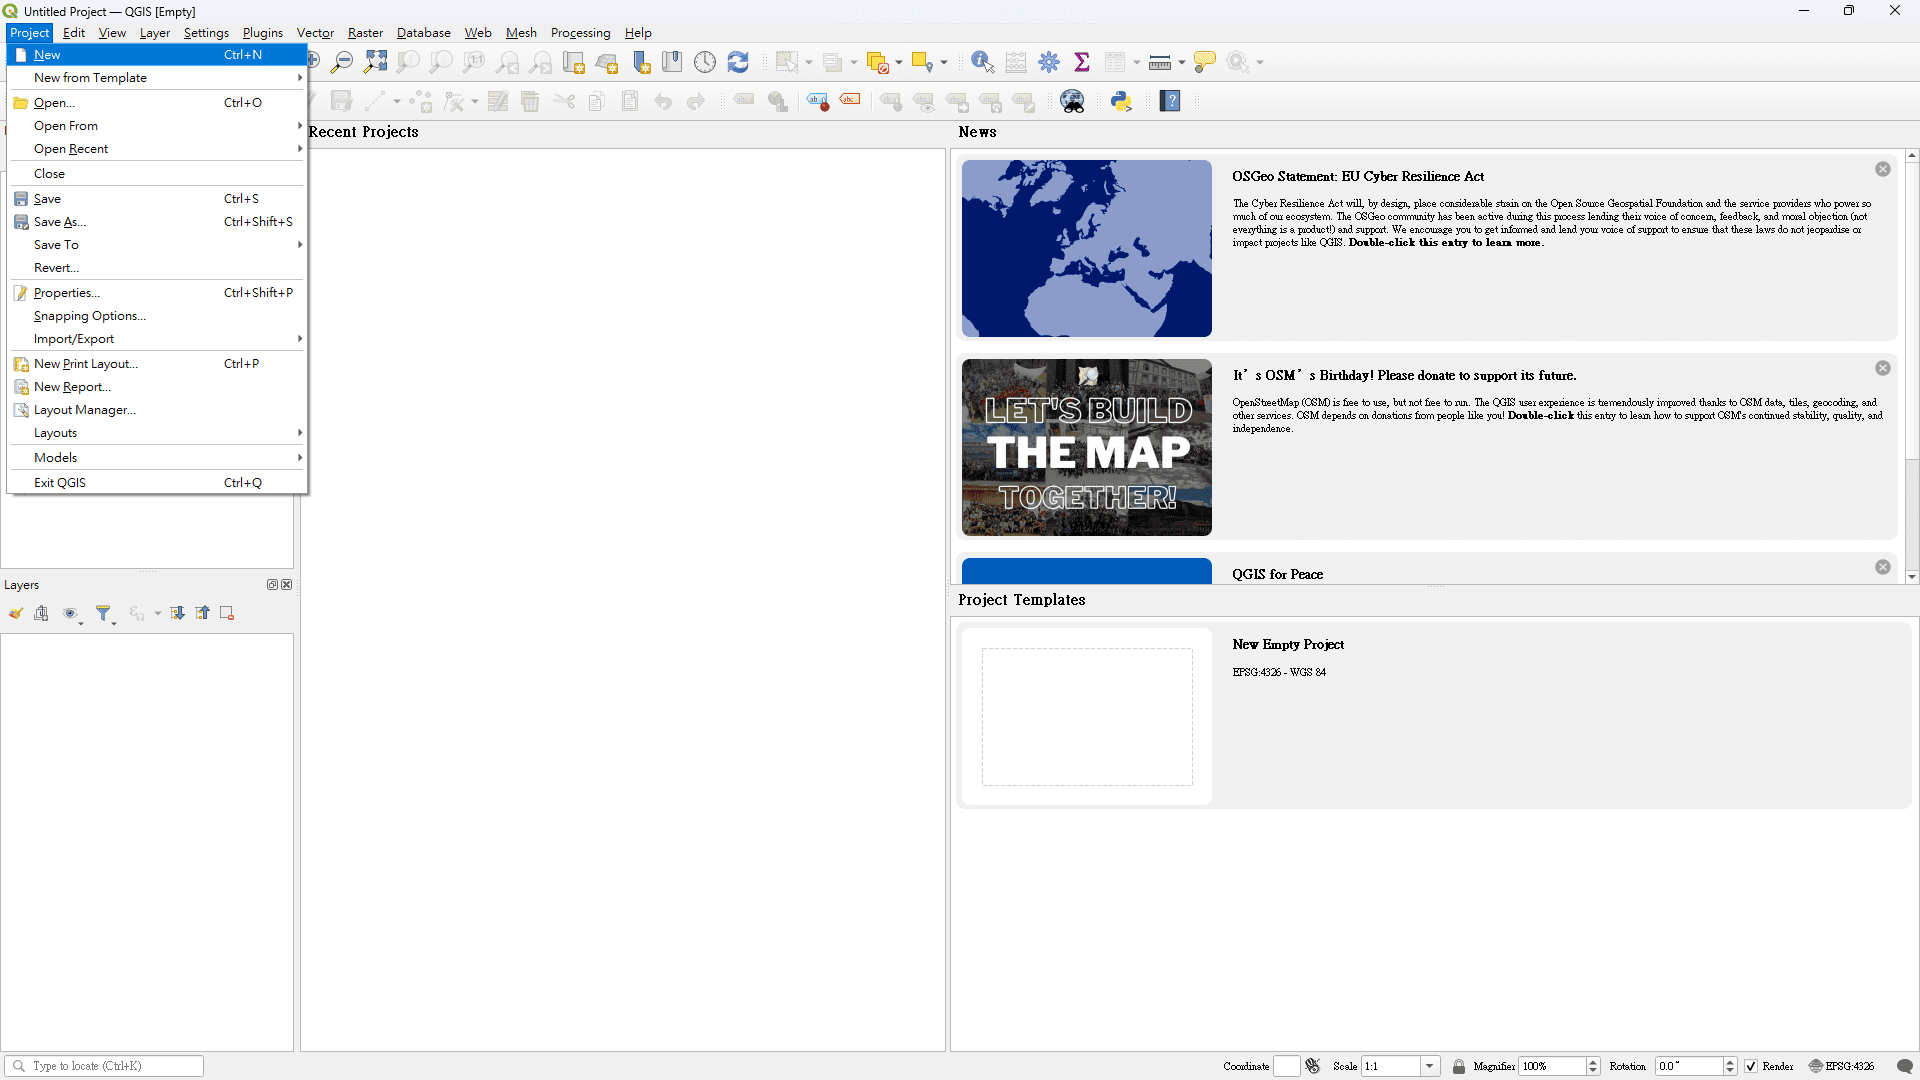 Untitled Project — QGIS [Empty]
Project Edit View Layer Settings Plugins Vector Raster Database Web Mesh Processing Help
New Ctrl+N
New from Template
Open... Ctrl+O
Open From
Open Recent
Close
Save Ctrl+S
Save As... Ctrl+Shift+S
Save To
Revert...
Properties... Ctrl+Shift+P
Snapping Options...
Import/Export
New Print Layout... Ctrl+P
New Report...
Layout Manager...
Layouts
Models
Exit QGIS Ctrl+Q
Layers
Recent Projects
News
OSGeo Statement: EU Cyber Resilience Act
The Cyber Resilience Act will, by design, place considerable strain on the Open Source Geospatial Foundation and the service providers who power so
much of our ecosystem. The OSGeo community has been active during this process lending their voice of concern, feedback, and moral objection (not
everything is a product!) and support. We encourage you to get informed and lend your voice of support to ensure that these laws do not jeopardise or
impact projects like QGIS. Double-click this entry to learn more.
LET'S BUILD
THE MAP
TOGETHER!
It’s OSM’s Birthday! Please donate to support its future.
OpenStreetMap (OSM) is free to use, but not free to run. The QGIS user experience is tremendously improved thanks to OSM data, tiles, geocoding, and
other services. OSM depends on donations from people like you! Double-click this entry to learn how to support OSM's continued stability, quality, and
independence.
QGIS for Peace
Project Templates
New Empty Project
EPSG:4326 - WGS 84
Type to locate (Ctrl+K)
Coordinate Scale 1:1 Magnifier 100% Rotation 0.0 ° Render EPSG:4326